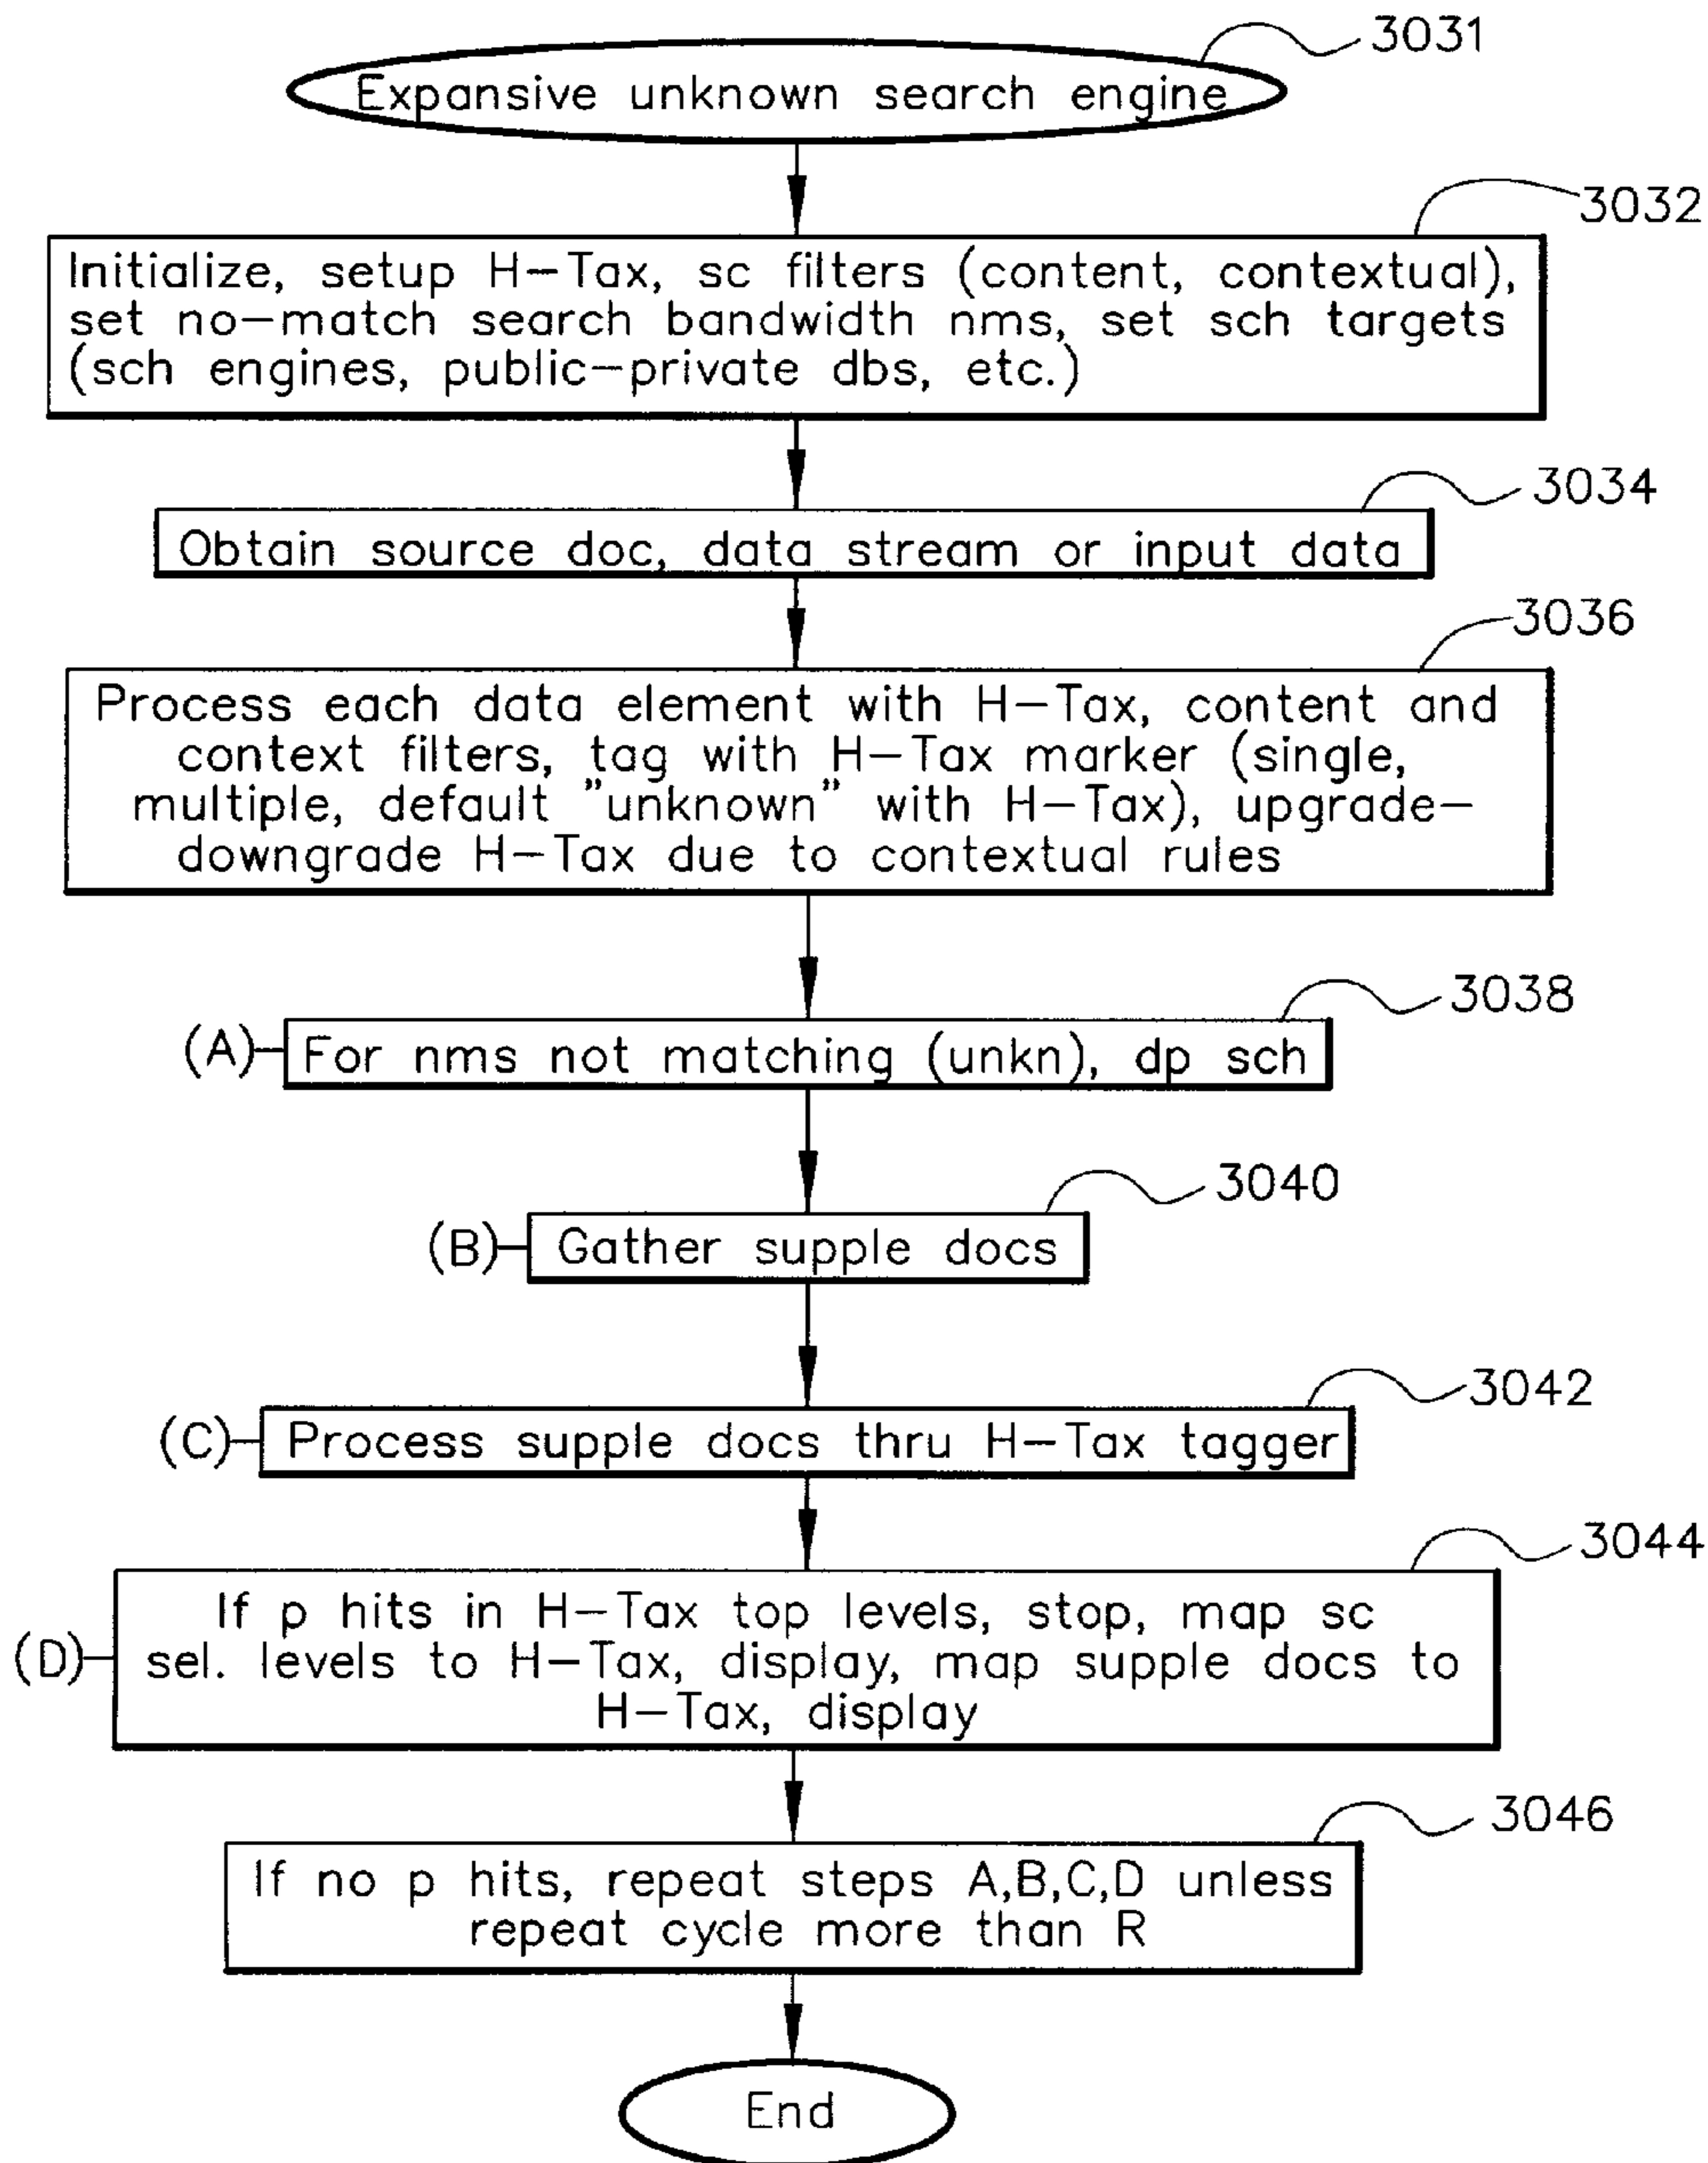 3031
Expansive unknown search engine
3032
Initialize, setup H-Tax, sc filters (content, contextual),
set no-match search bandwidth nms, set sch targets
(sch engines, public-private dbs, etc.)
3034
Obtain source doc, data stream or input data
3036
Process each data element with H-Tax, content and
context filters, tag with H-Tax marker (single,
multiple, default "unknown" with H-Tax), upgrade-
downgrade H-Tax due to contextual rules
3038
(A) For nms not matching (unkn), dp sch
3040
(B) Gather supple docs
3042
(C) Process supple docs thru H-Tax tagger
3044
If p hits in H-Tax top levels, stop, map sc
(D) sel. levels to H-Tax, display, map supple docs to
H-Tax, display
3046
If no p hits, repeat steps A,B,C,D unless
repeat cycle more than R
End